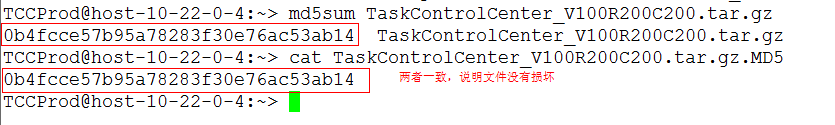 TCCProd@host-10-22-0-4:~> md5sum TaskControlCenter_V100R200C200.tar.gz
0b4fcce57b95a78283f30e76ac53ab14  TaskControlCenter_V100R200C200.tar.gz
TCCProd@host-10-22-0-4:~> cat TaskControlCenter_V100R200C200.tar.gz.MD5
0b4fcce57b95a78283f30e76ac53ab14 两者一致，说明文件没有损坏
TCCProd@host-10-22-0-4:~>